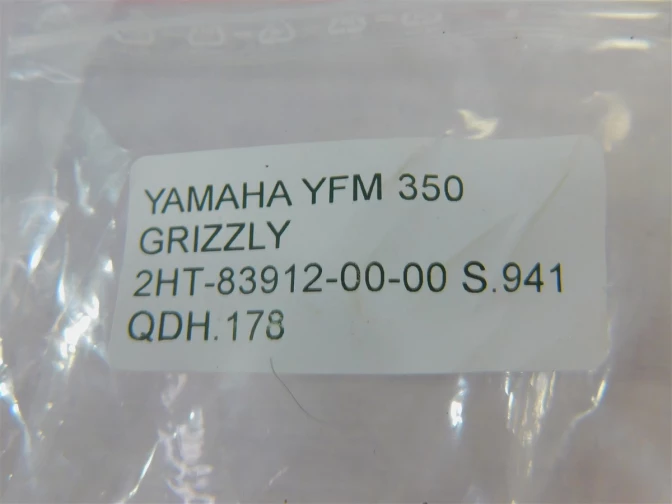 YAMAHA YFM 350
GRIZZLY
2HT-83912-00-00 S.941
QDH.178